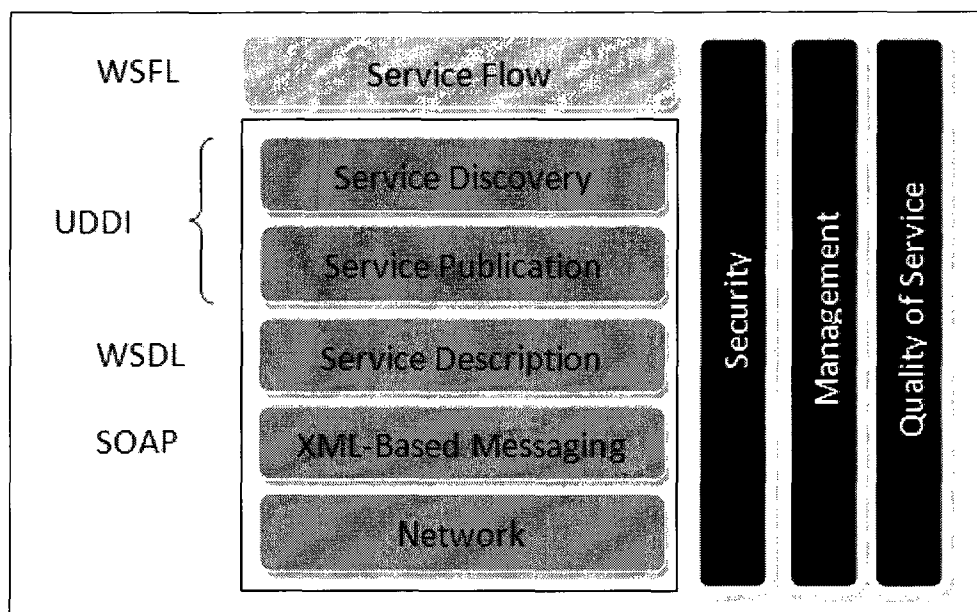 WSFL
Service Flow
UDDI
Service Discovery
Service Publication
WSDL
Service Description
SOAP
XML-Based Messaging
Network
Security
Management
Quality of Service